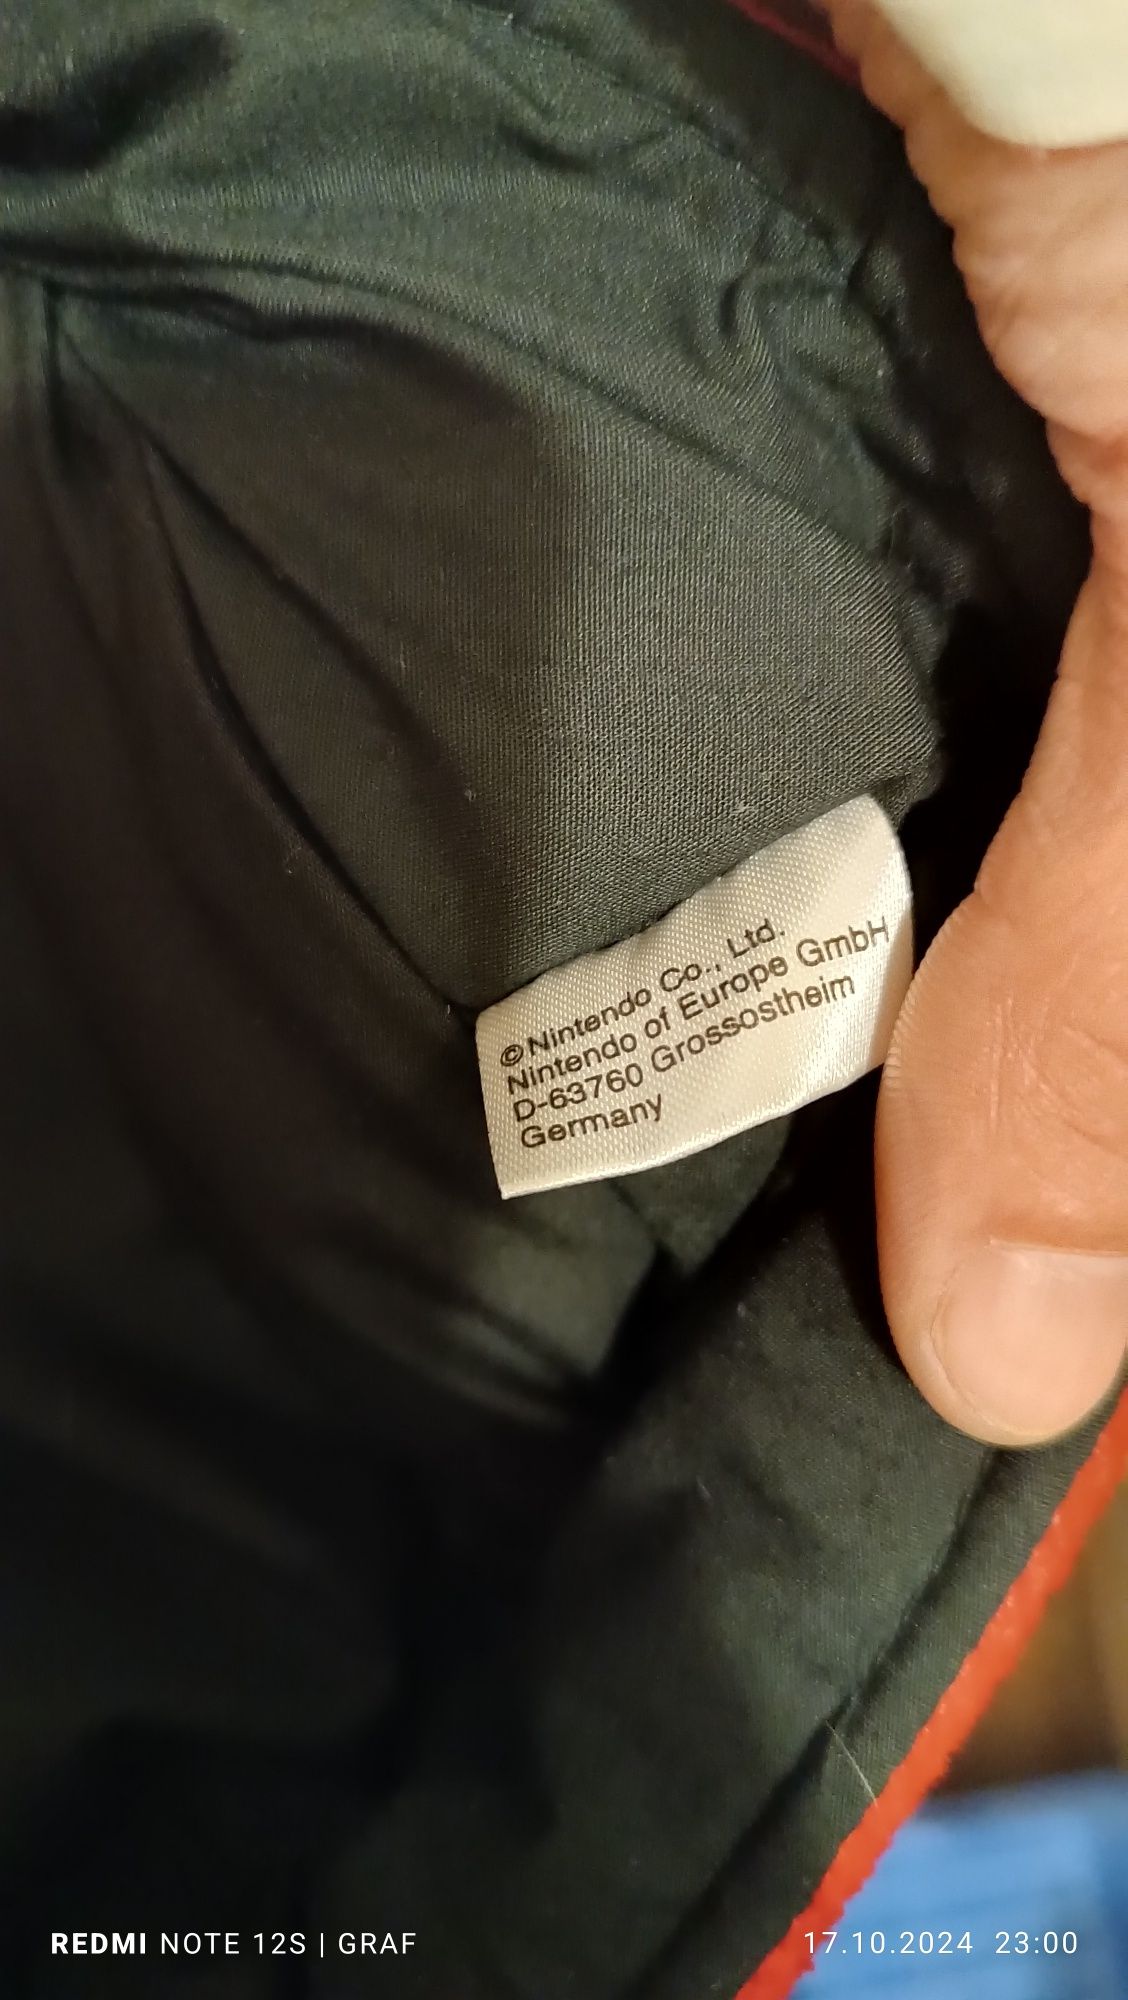 ©Nintendo Co., Ltd.
Nintendo of Europe GmbH
D-63760 Grossostheim
Germany
REDMI NOTE 12S | GRAF
17.10.2024 23:00